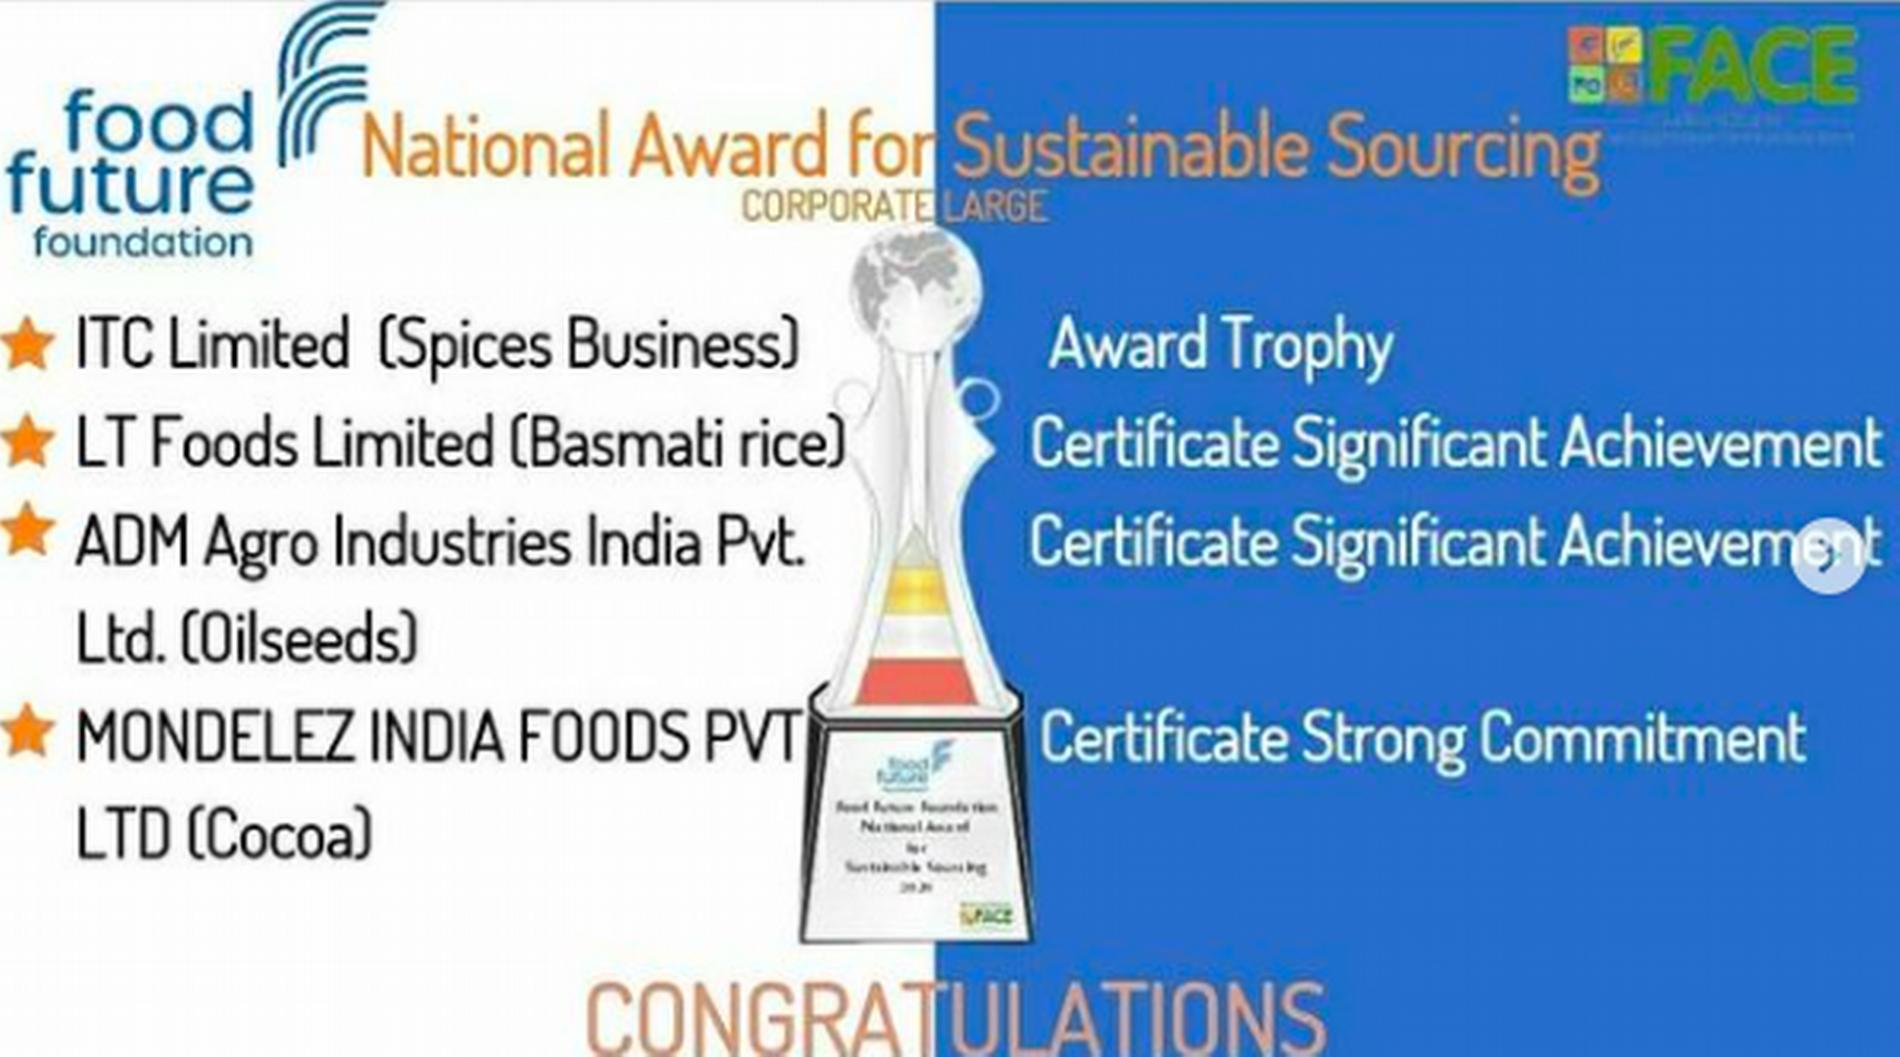 food
future
foundation
FACE
National Award for Sustainable Sourcing
CORPORATE LARGE
ITC Limited (Spices Business)
Award Trophy
LT Foods Limited (Basmati rice)
Certificate Significant Achievement
ADM Agro Industries India Pvt.
Certificate Significant Achievement
Ltd. (Oilseeds)
MONDELEZ INDIA FOODS PVT
Certificate Strong Commitment
LTD (Cocoa)
food
future
Food Future Foundation
National Award
for
Sustainable Sourcing
FACE
CONGRATULATIONS